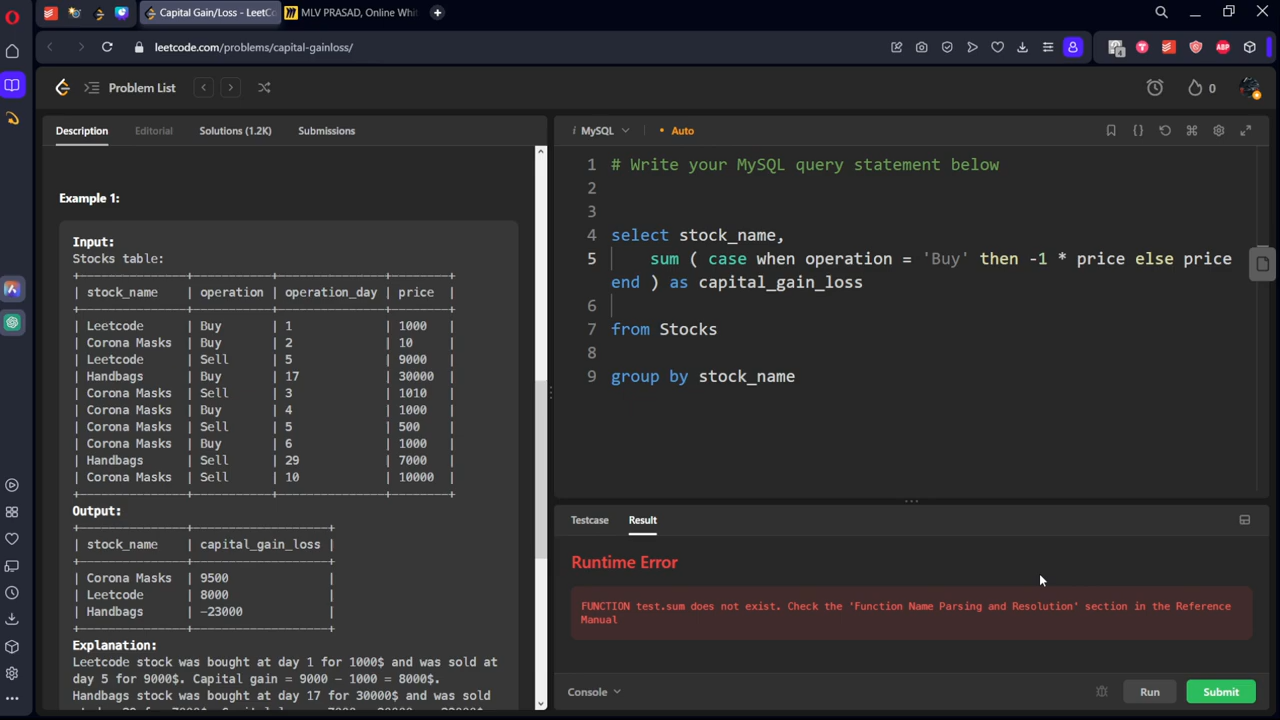 Capital Gain/Loss - LeetCo
MLV PRASAD, Online Whit
leetcode.com/problems/capital-gainloss/
Problem List
0
Description Editorial Solutions (1.2K) Submissions
Example 1:
Input:
Stocks table:
+--------------+-----------+---------------+--------+
| stock_name | operation | operation_day | price |
+--------------+-----------+---------------+--------+
| Leetcode | Buy | 1 | 1000 |
| Corona Masks | Buy | 2 | 10 |
| Leetcode | Sell | 5 | 9000 |
| Handbags | Buy | 17 | 30000 |
| Corona Masks | Sell | 3 | 1010 |
| Corona Masks | Buy | 4 | 1000 |
| Corona Masks | Sell | 5 | 500 |
| Corona Masks | Buy | 6 | 1000 |
| Handbags | Sell | 29 | 7000 |
| Corona Masks | Sell | 10 | 10000 |
+--------------+-----------+---------------+--------+
Output:
+--------------+-------------------+
| stock_name | capital_gain_loss |
+--------------+-------------------+
| Corona Masks | 9500 |
| Leetcode | 8000 |
| Handbags | -23000 |
+--------------+-------------------+
Explanation:
Leetcode stock was bought at day 1 for 1000$ and was sold at
day 5 for 9000$. Capital gain = 9000 - 1000 = 8000$.
Handbags stock was bought at day 17 for 30000$ and was sold
i MySQL • Auto
1 # Write your MySQL query statement below
2
3
4 select stock_name,
5 sum ( case when operation = 'Buy' then -1 * price else price
end ) as capital_gain_loss
6
7 from Stocks
8
9 group by stock_name
Testcase Result
Runtime Error
FUNCTION test.sum does not exist. Check the 'Function Name Parsing and Resolution' section in the Reference
Manual
Console Run Submit